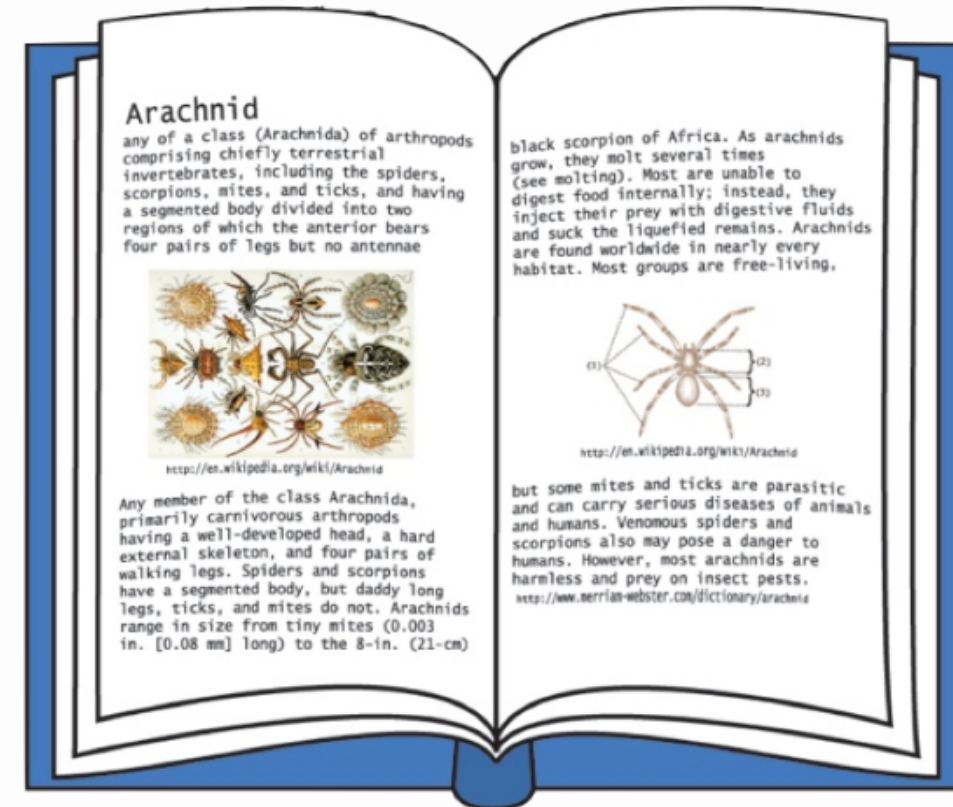 Arachnid
any of a class (Arachnida) of arthropods
comprising chiefly terrestrial
invertebrates, including the spiders,
scorpions, mites, and ticks, and having
a segmented body divided into two
regions of which the anterior bears
four pairs of legs but no antennae
http://en.wikipedia.org/wiki/Arachnid
Any member of the class Arachnida,
primarily carnivorous arthropods
having a well-developed head, a hard
external skeleton, and four pairs of
walking legs. Spiders and scorpions
have a segmented body, but daddy long
legs, ticks, and mites do not. Arachnids
range in size from tiny mites (0.003
in. [0.08 mm] long) to the 8-in. (21-cm)
black scorpion of Africa. As arachnids
grow, they molt several times
(see molting). Most are unable to
digest food internally; instead, they
inject their prey with digestive fluids
and suck the liquefied remains. Arachnids
are found worldwide in nearly every
habitat. Most groups are free-living,
(1)
(2)
(3)
http://en.wikipedia.org/wiki/Arachnid
but some mites and ticks are parasitic
and can carry serious diseases of animals
and humans. Venomous spiders and
scorpions also may pose a danger to
humans. However, most arachnids are
harmless and prey on insect pests.
http://www.merriam-webster.com/dictionary/arachnid